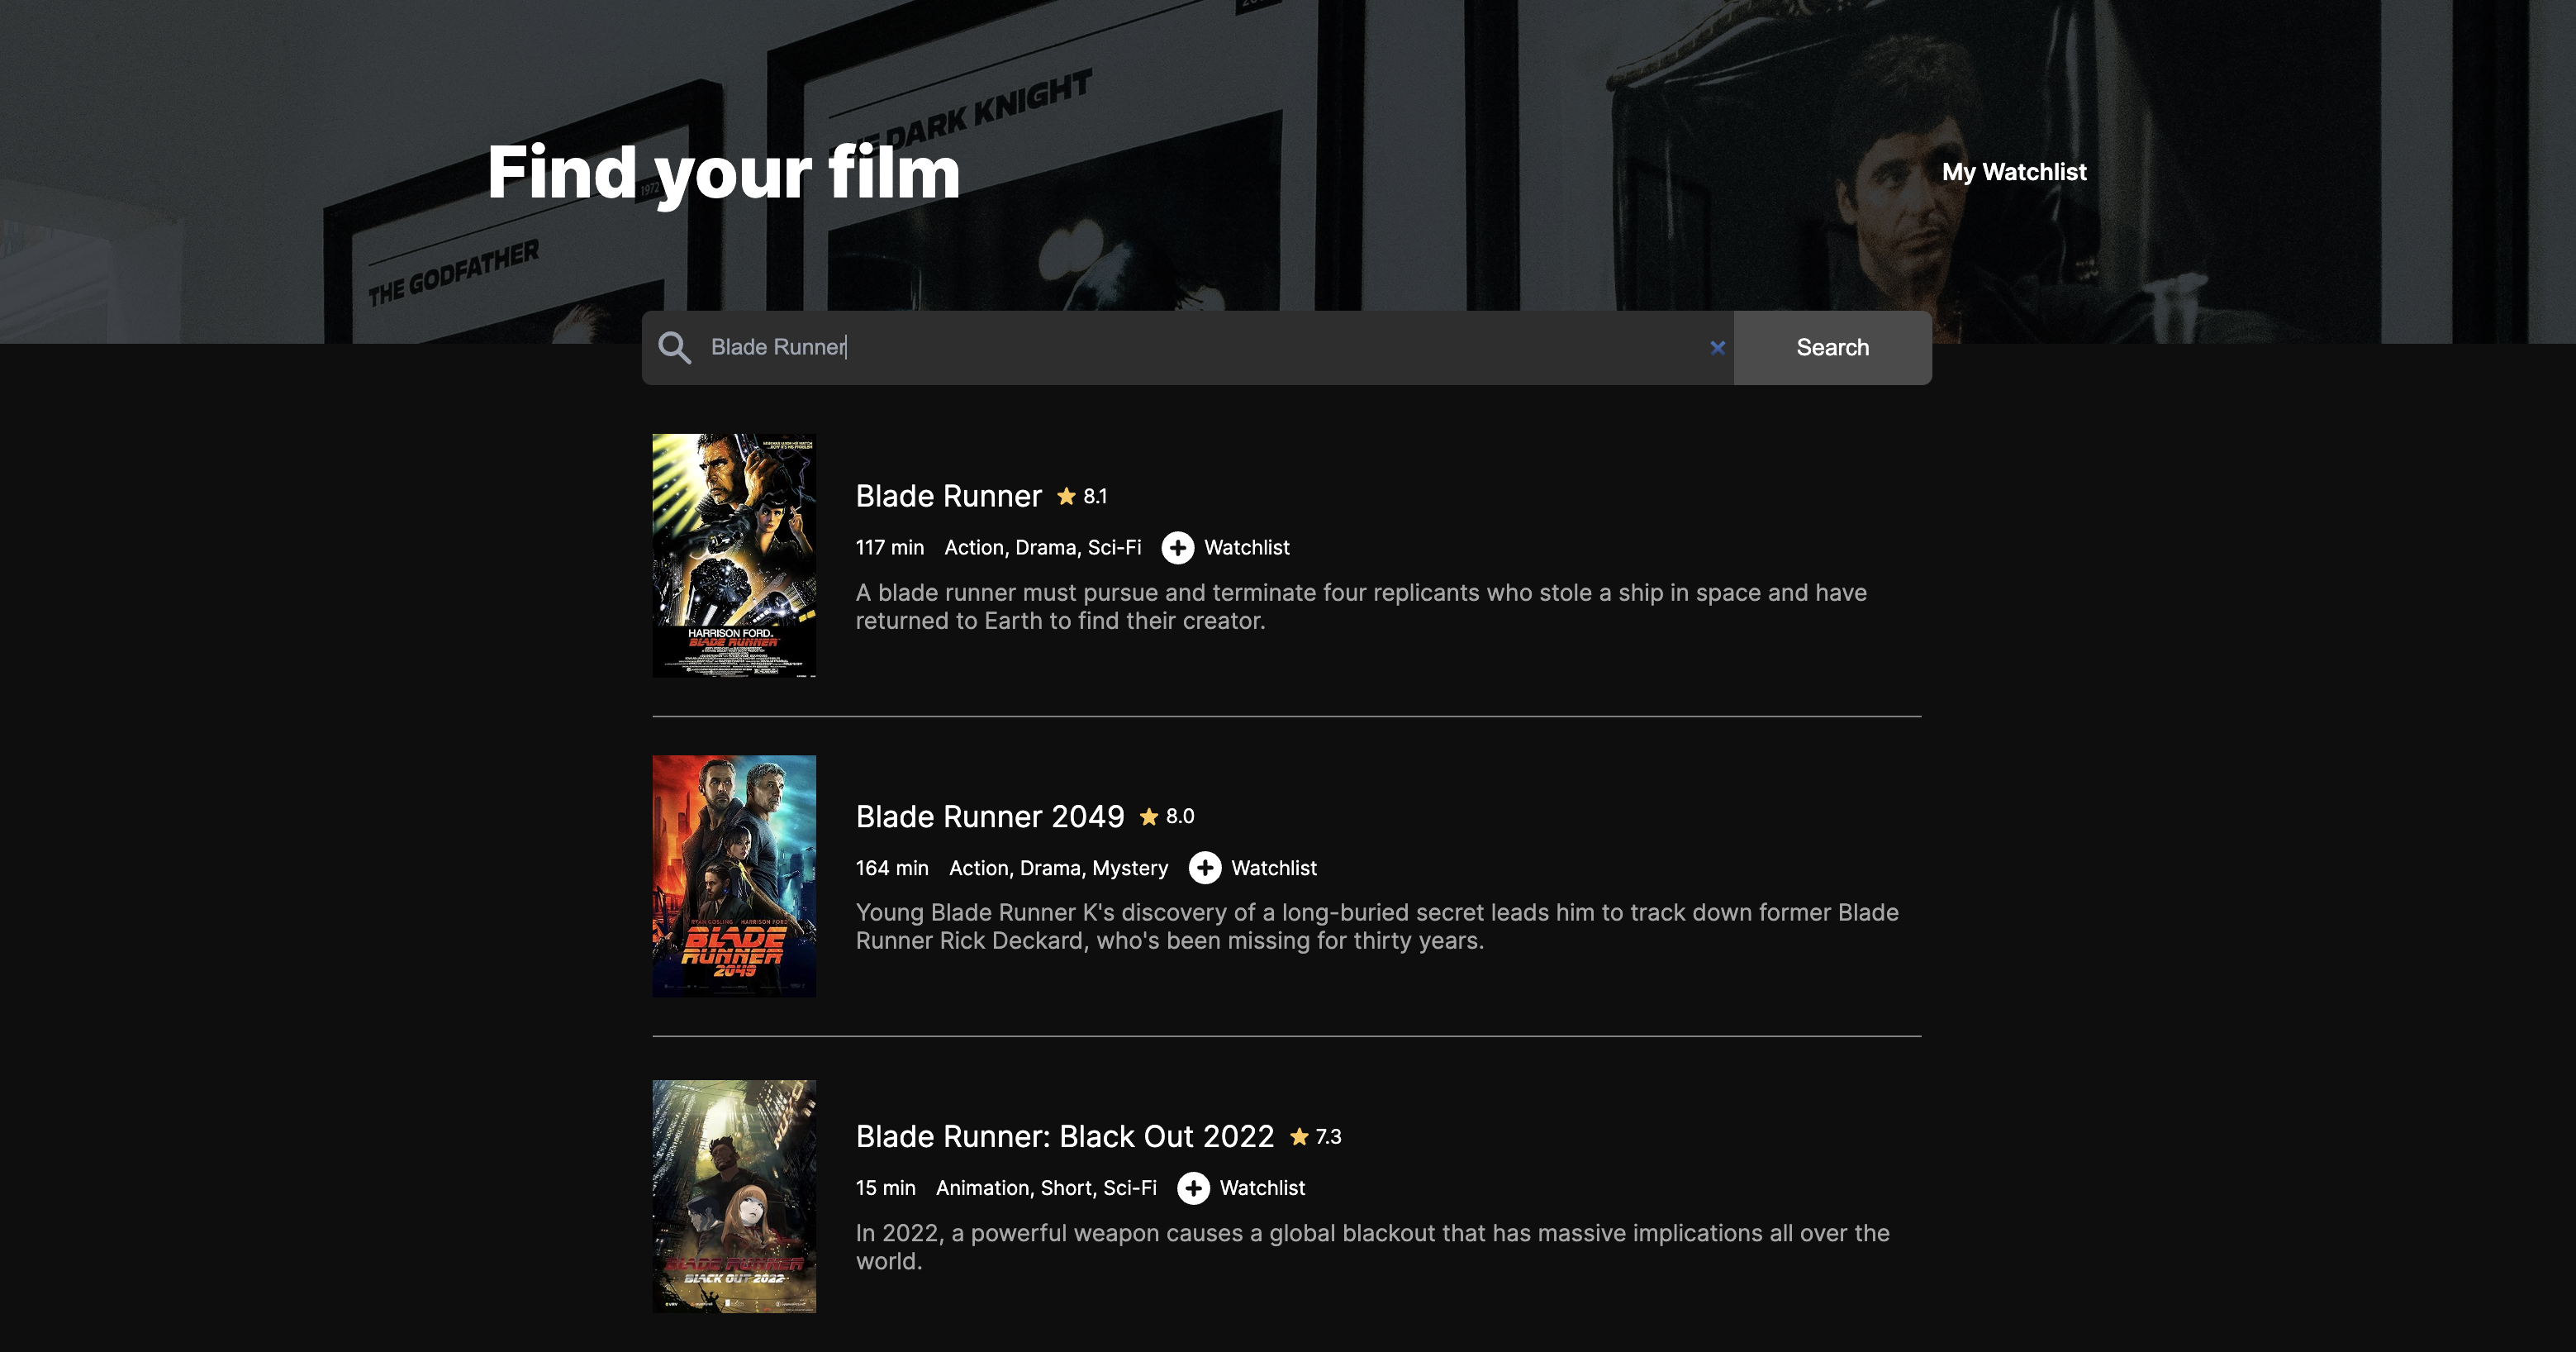 THE DARK KNIGHT
Find your film
1972
My Watchlist
THE GODFATHER
Blade Runner
Search
Blade Runner 8.1
117 min Action, Drama, Sci-Fi Watchlist
A blade runner must pursue and terminate four replicants who stole a ship in space and have
returned to Earth to find their creator.
HARRISON FORD.
BLADE RUNNER
Blade Runner 2049 8.0
164 min Action, Drama, Mystery Watchlist
Young Blade Runner K's discovery of a long-buried secret leads him to track down former Blade
Runner Rick Deckard, who's been missing for thirty years.
RYAN GOSLING HARRISON FORD
BLADE
RUNNER
2049
Blade Runner: Black Out 2022 7.3
15 min Animation, Short, Sci-Fi Watchlist
In 2022, a powerful weapon causes a global blackout that has massive implications all over the
world.
BLADE RUNNER
BLACK OUT 2022